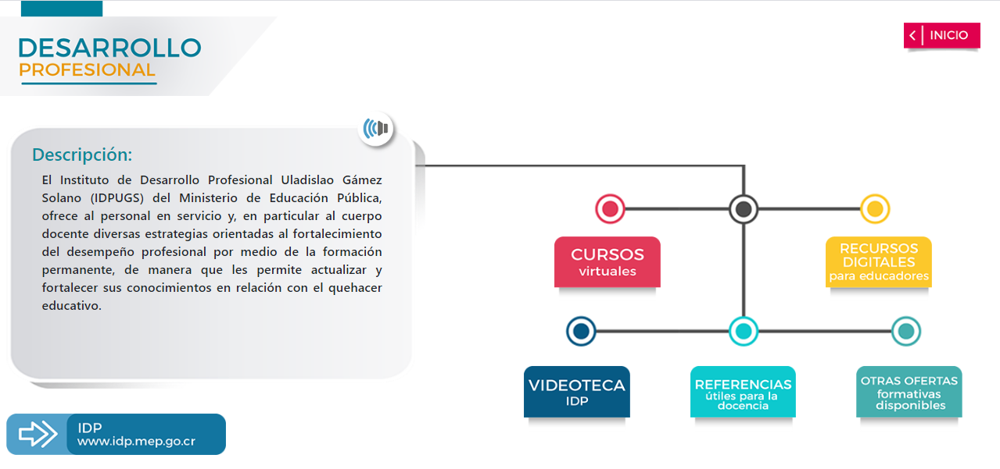 DESARROLLO
PROFESIONAL
INICIO
Descripción:
El Instituto de Desarrollo Profesional Uladislao Gámez
Solano (IDPUGS) del Ministerio de Educación Pública,
ofrece al personal en servicio y, en particular al cuerpo
docente diversas estrategias orientadas al fortalecimiento
del desempeño profesional por medio de la formación
permanente, de manera que les permite actualizar y
fortalecer sus conocimientos en relación con el quehacer
educativo.
CURSOS
virtuales
RECURSOS
DIGITALES
para educadores
VIDEOTECA
IDP
REFERENCIAS
útiles para la
docencia
OTRAS OFERTAS
formativas
disponibles
IDP
www.idp.mep.go.cr